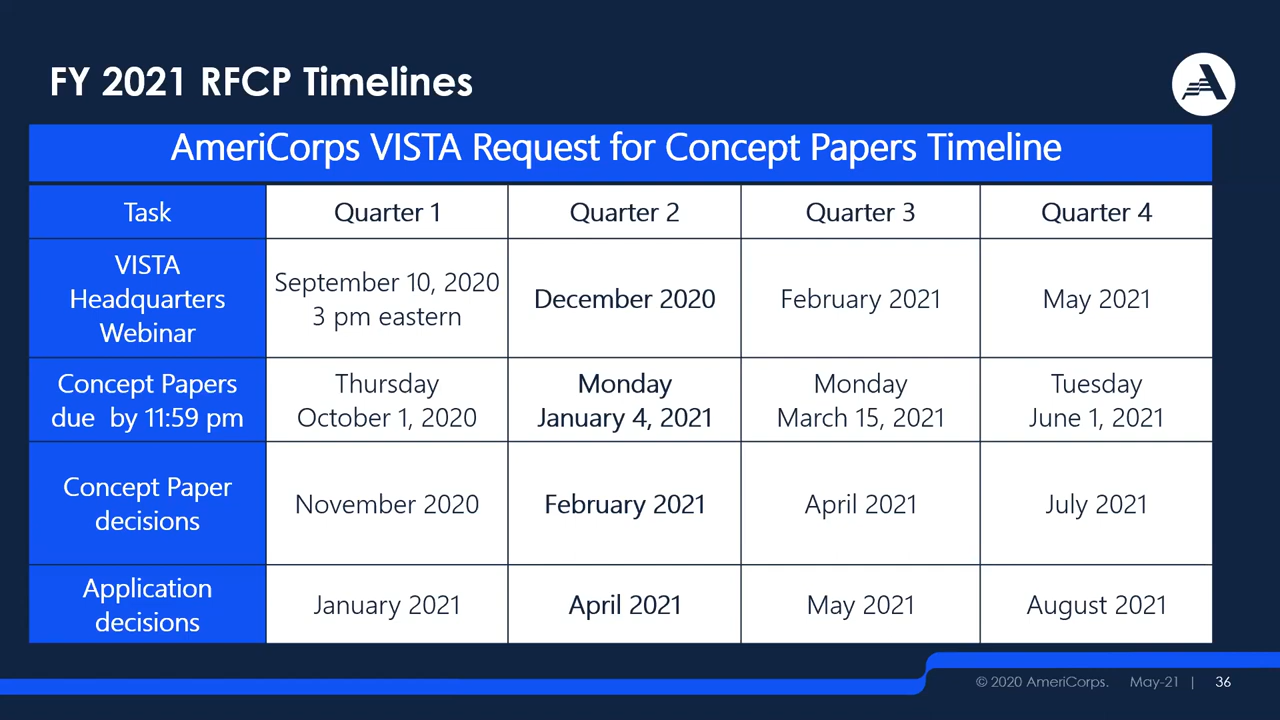 FY 2021 RFCP Timelines
AmeriCorps VISTA Request for Concept Papers Timeline
Task Quarter 1 Quarter 2 Quarter 3 Quarter 4
VISTA
Headquarters
Webinar
September 10, 2020
3 pm eastern
December 2020
February 2021
May 2021
Concept Papers
due by 11:59 pm
Thursday
October 1, 2020
Monday
January 4, 2021
Monday
March 15, 2021
Tuesday
June 1, 2021
Concept Paper
decisions
November 2020
February 2021
April 2021
July 2021
Application
decisions
January 2021
April 2021
May 2021
August 2021
© 2020 AmeriCorps. May-21 | 36